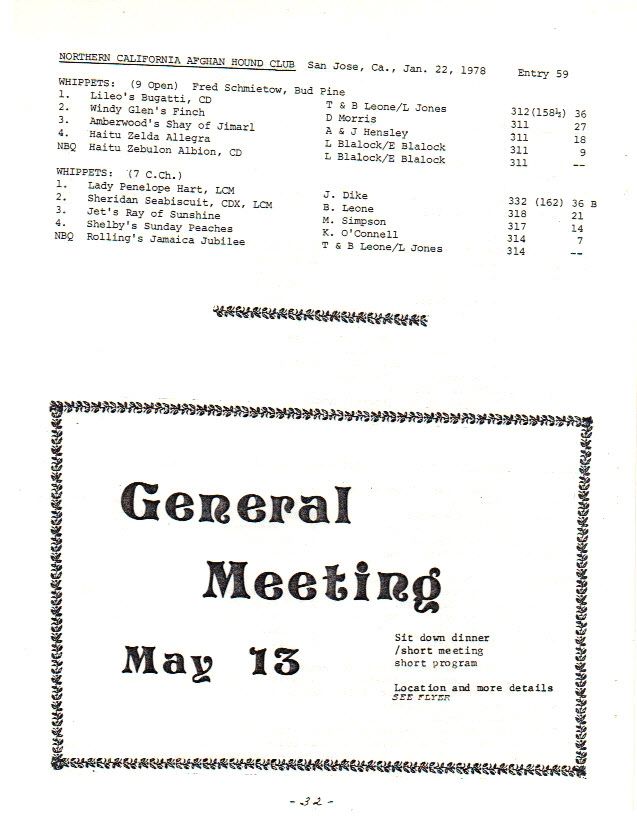 NORTHERN CALIFORNIA AFGHAN HOUND CLUB San Jose, Ca., Jan. 22, 1978 Entry 59
WHIPPETS: (9 Open) Fred Schmietow, Bud Pine
1. Lileo's Bugatti, CD T & B Leone/L Jones 312(158½) 36
2. Windy Glen's Finch D Morris 311 27
3. Amberwood's Shay of Jimarl A & J Hensley 311 18
4. Haitu Zelda Allegra L Blalock/E Blalock 311 9
NBQ Haitu Zebulon Albion, CD L Blalock/E Blalock 311 --
WHIPPETS: (7 C.Ch.)
1. Lady Penelope Hart, LCM J. Dike 332 (162) 36 B
2. Sheridan Seabiscuit, CDX, LCM B. Leone 318 21
3. Jet's Ray of Sunshine M. Simpson 317 14
4. Shelby's Sunday Peaches K. O'Connell 314 7
NBQ Rolling's Jamaica Jubilee T & B Leone/L Jones 314 --
General
Meeting
May 13
Sit down dinner
/short meeting
short program
Location and more details
SEE FLYER
-32-